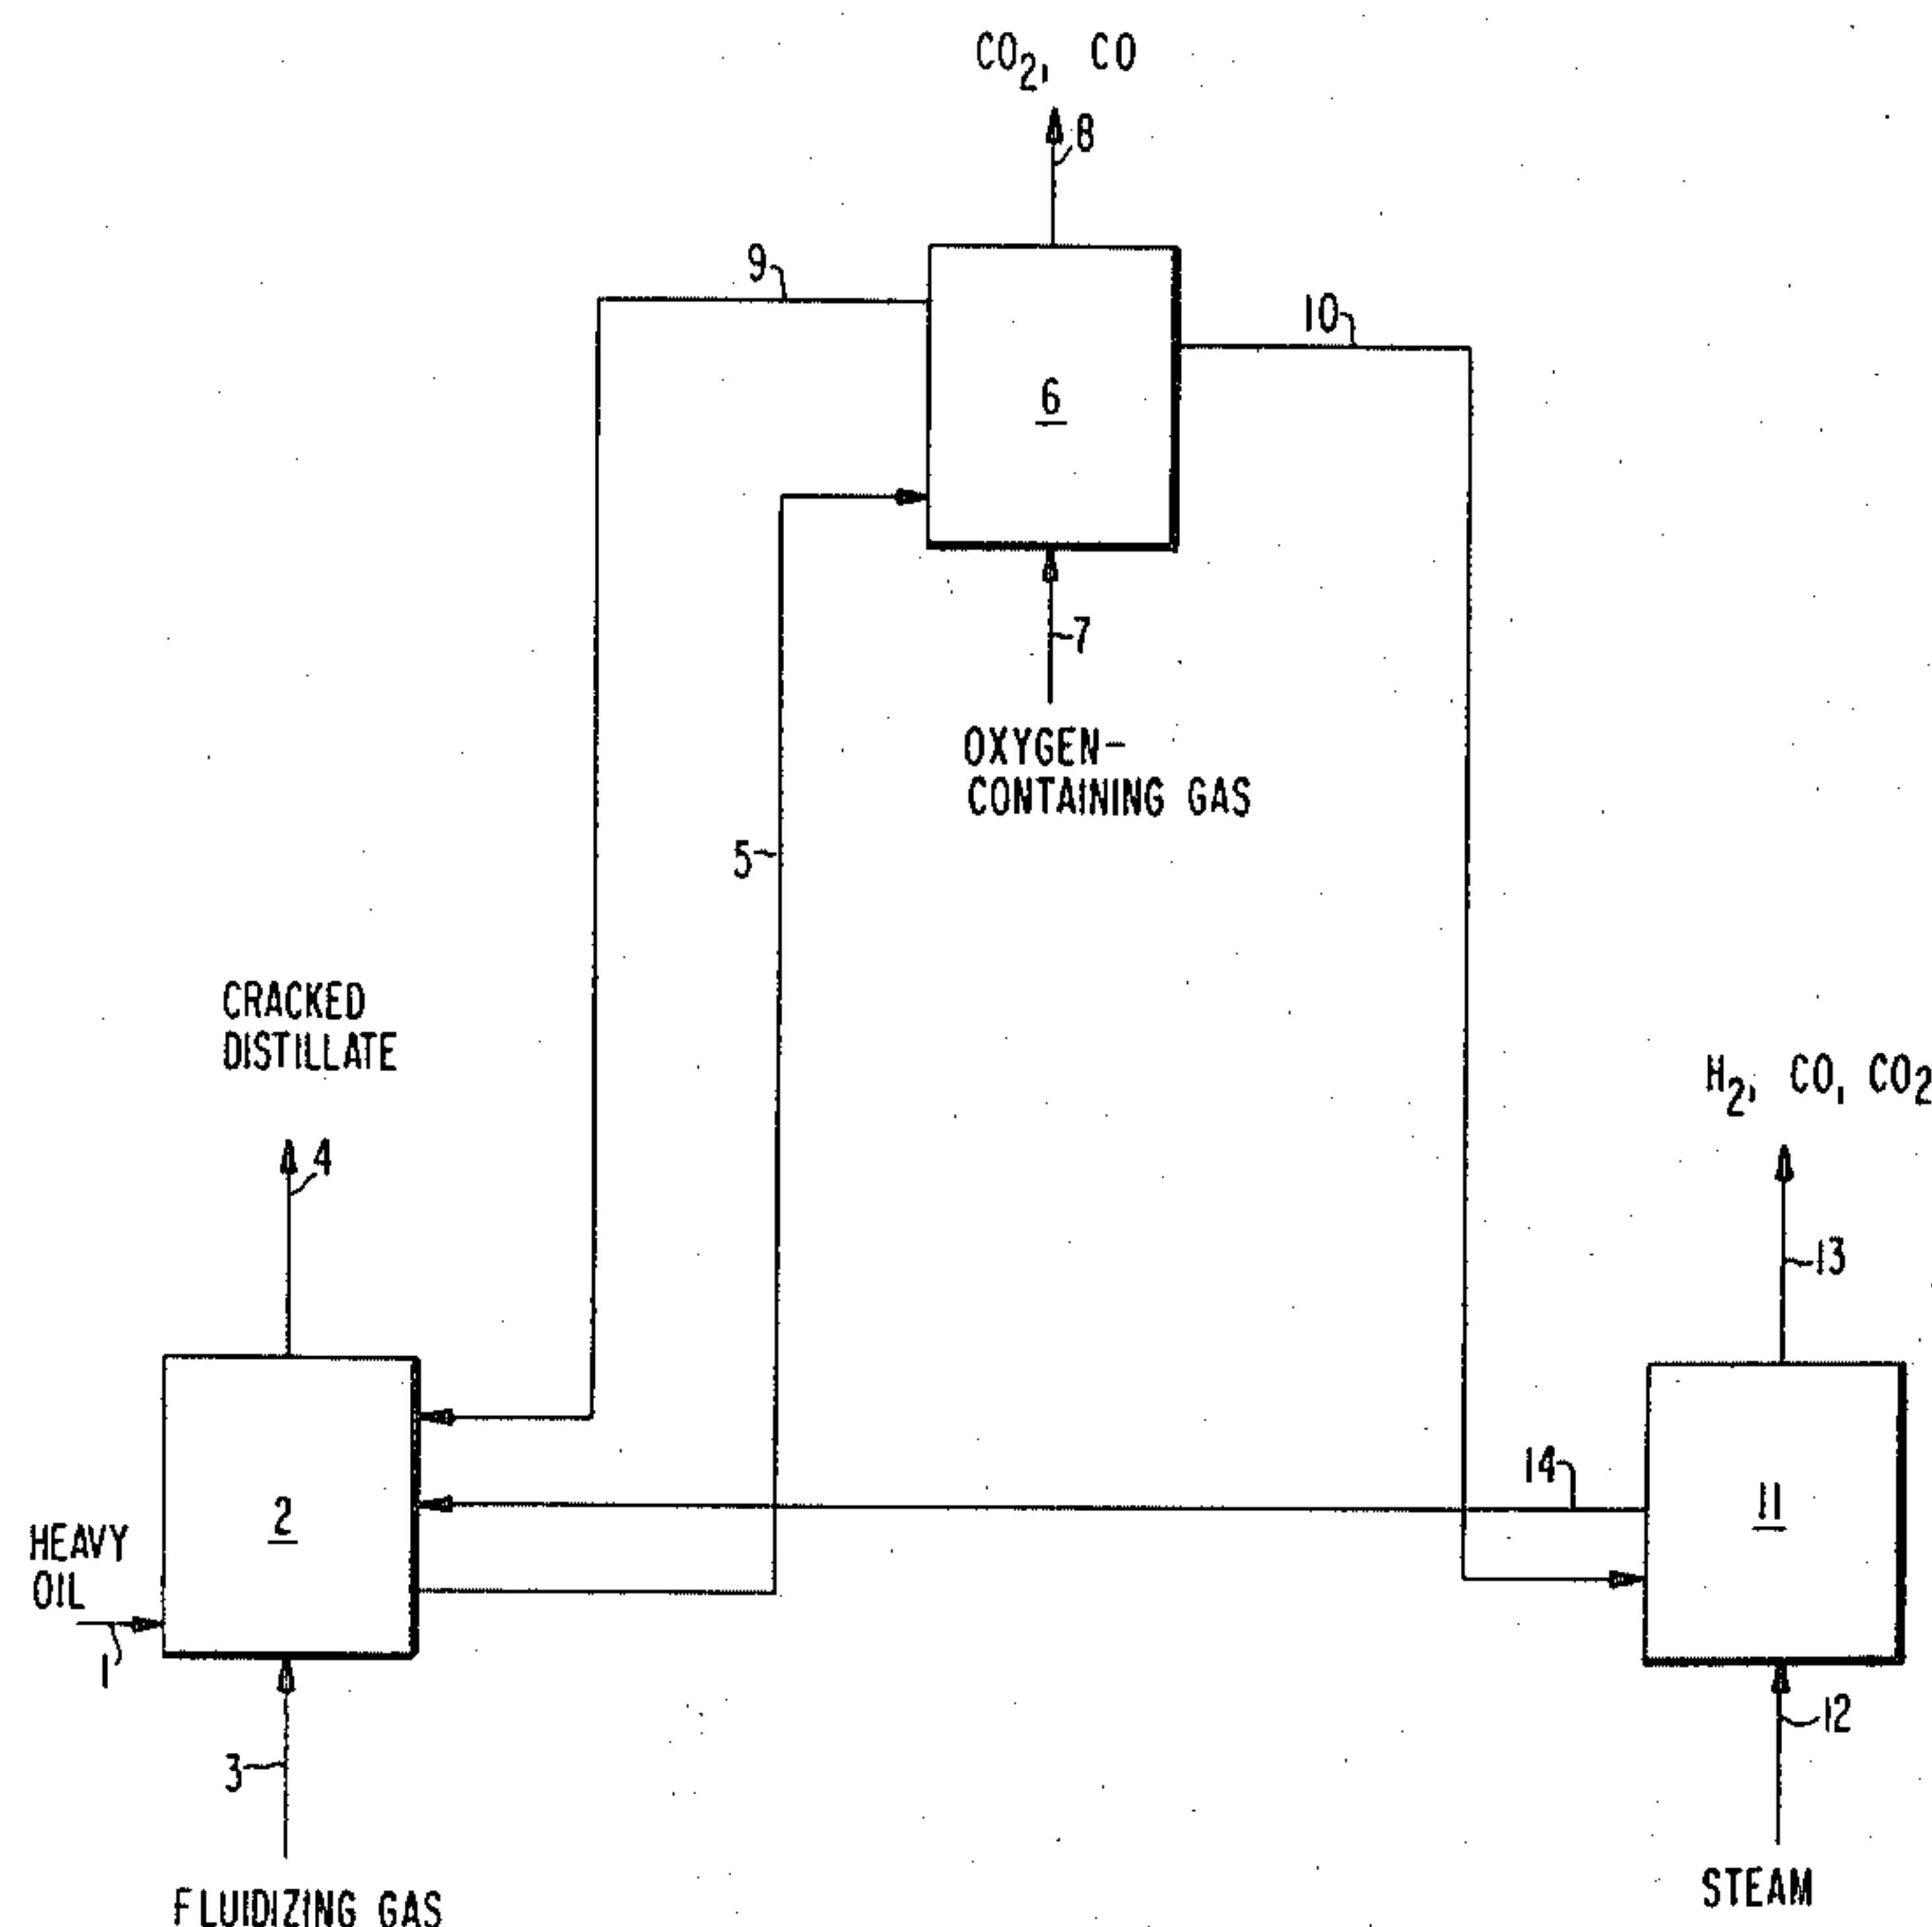 CO2, CO
8
9
10
6
7
OXYGEN-
CONTAINING GAS
5
CRACKED
DISTILLATE
H2, CO, CO2
4
13
14
2
11
HEAVY
OIL
1
12
3
STEAM
FLUIDIZING GAS